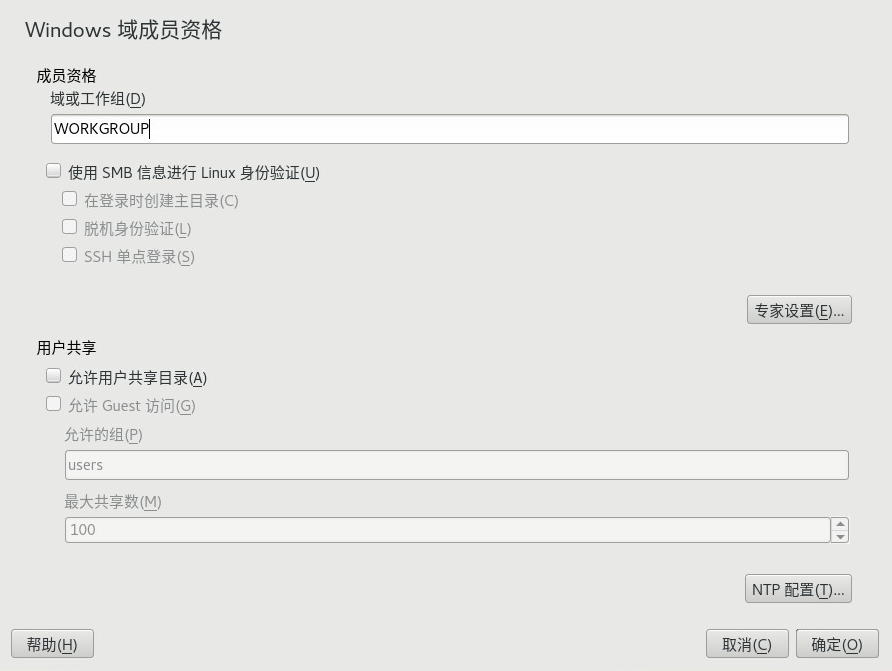 Windows 域成员资格
成员资格
域或工作组(D)
WORKGROUP
使用 SMB 信息进行 Linux 身份验证(U)
在登录时创建主目录(C)
脱机身份验证(L)
SSH 单点登录(S)
专家设置(E)...
用户共享
允许用户共享目录(A)
允许 Guest 访问(G)
允许的组(P)
users
最大共享数(M)
100
NTP 配置(T)...
帮助(H) 取消(C) 确定(O)